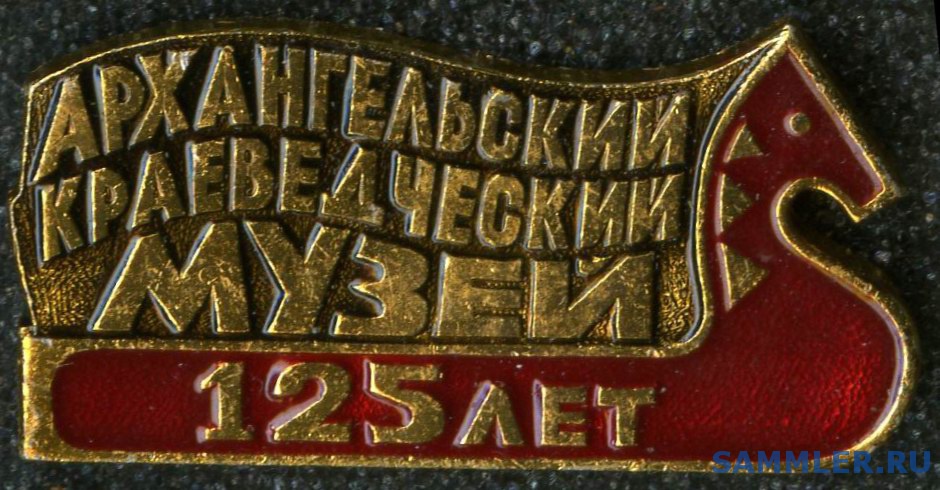 АРХАНГЕЛЬСКИЙ
КРАЕВЕДЧЕСКИЙ
МУЗЕЙ
125 ЛЕТ
SAMMLER.RU